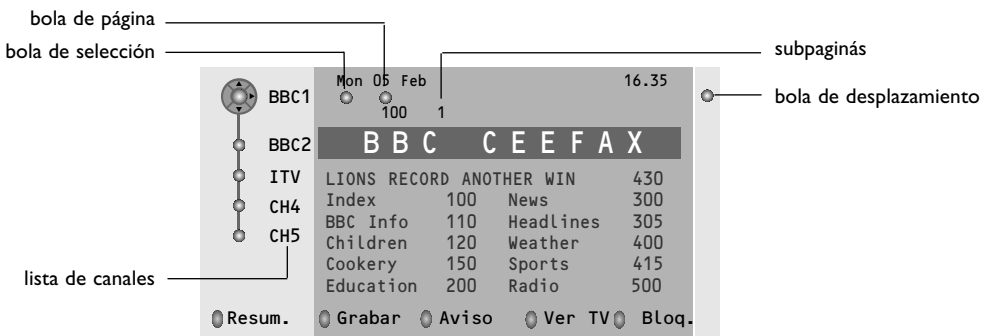 bola de página
bola de selección
subpaginás
Mon 05 Feb 16.35
BBC1
bola de desplazamiento
100 1
BBC2 BBC CEEFAX
ITV LIONS RECORD ANOTHER WIN 430
Index 100 News 300
CH4
BBC Info 110 Headlines 305
CH5
Children 120 Weather 400
Cookery 150 Sports 415
lista de canales
Education 200 Radio 500
Resum. Grabar Aviso Ver TV Bloq.